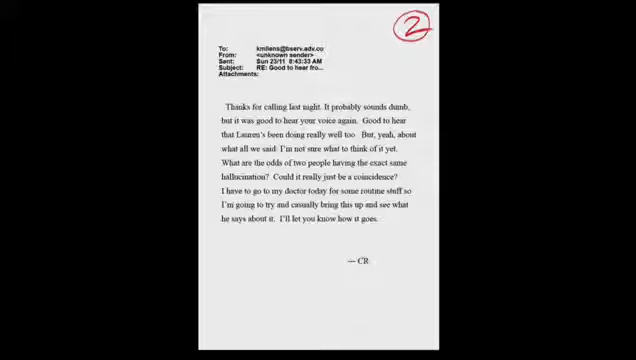 2
To: kmilens@bserv.adv.co
From: <unknown sender>
Sent: Sun 23/11 8:43:33 AM
Subject: RE: Good to hear fro...
Attachments:
Thanks for calling last night. It probably sounds dumb,
but it was good to hear your voice again. Good to hear
that Lauren's been doing really well too. But, yeah, about
what all we said: I'm not sure what to think of it yet.
What are the odds of two people having the exact same
hallucination? Could it really just be a coincidence?
I have to go to my doctor today for some routine stuff so
I'm going to try and casually bring this up and see what
he says about it. I'll let you know how it goes.
--- CR